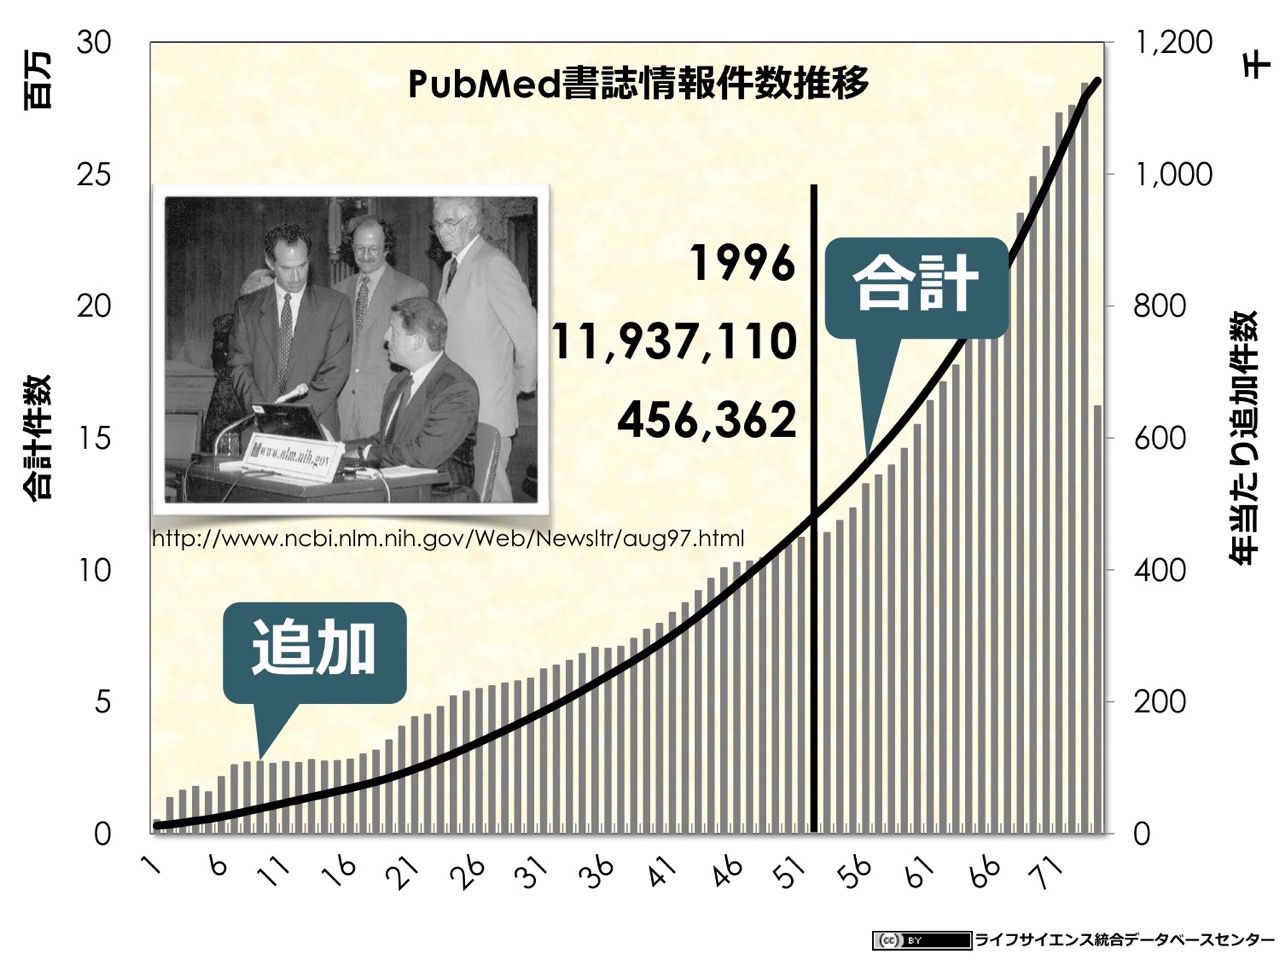 PubMed書誌情報件数推移
百万
千
合計件数
年当たり追加件数
30
25
20
15
10
5
0
1,200
1,000
800
600
400
200
0
1996
11,937,110
456,362
合計
追加
www.nlm.nih.gov
http://www.ncbi.nlm.nih.gov/Web/Newsltr/aug97.html
1 6 11 16 21 26 31 36 41 46 51 56 61 66 71
cc BY ライフサイエンス統合データベースセンター